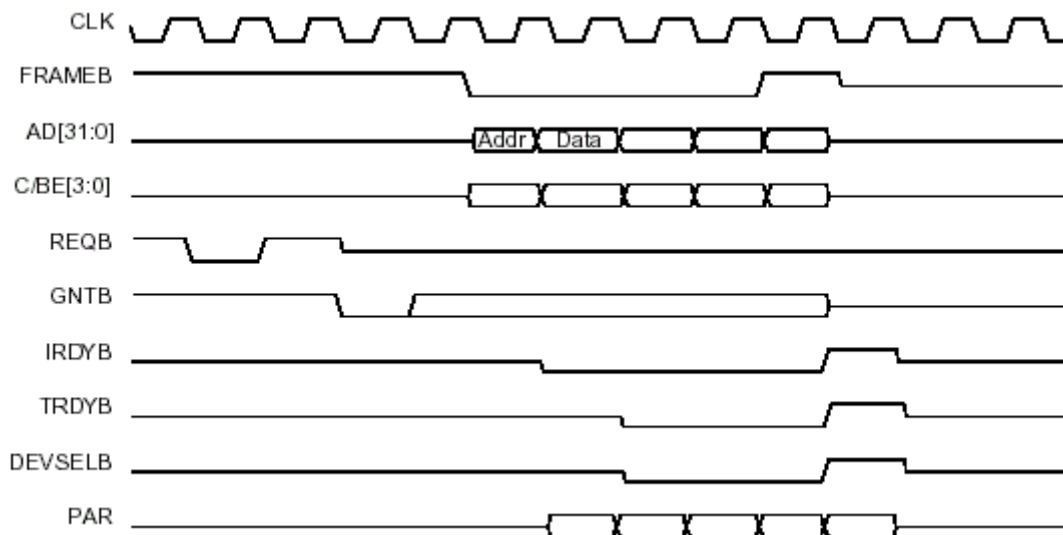 CLK
FRAMEB
AD[31:0]
Addr Data
C/BE[3:0]
REQB
GNTB
IRDYB
TRDYB
DEVSELB
PAR